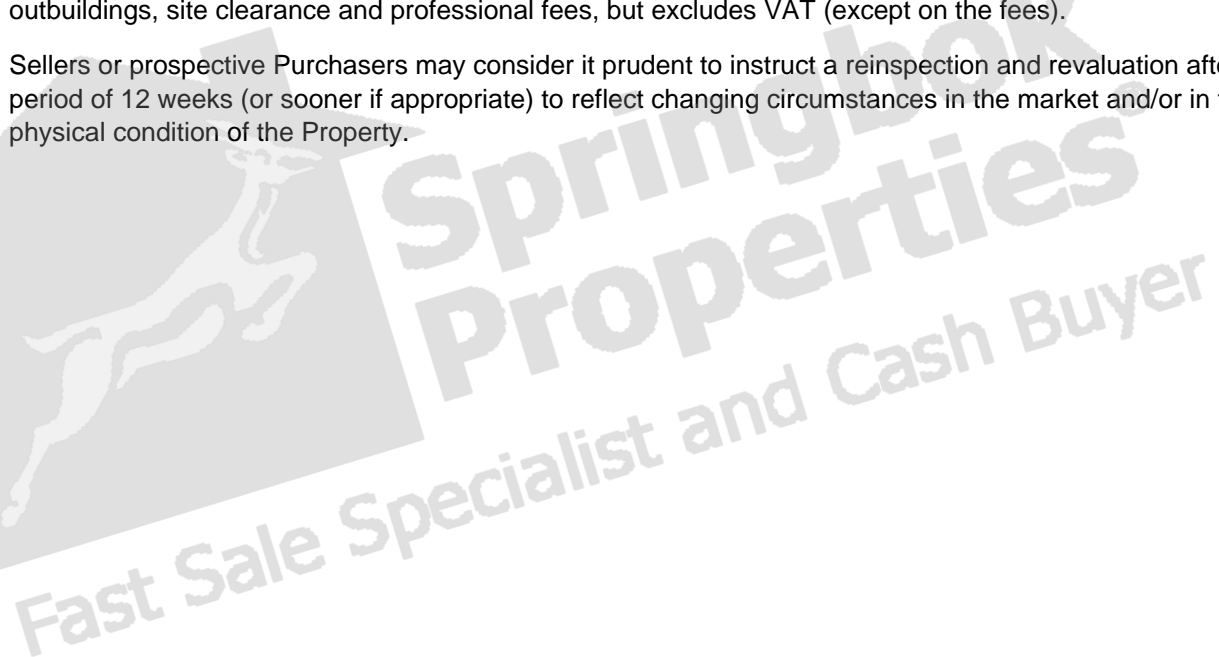 outbuildings, site clearance and professional fees, but excludes VAT (except on the fees).
Sellers or prospective Purchasers may consider it prudent to instruct a reinspection and revaluation afte
period of 12 weeks (or sooner if appropriate) to reflect changing circumstances in the market and/or in
physical condition of the Property.
Springbok
Properties®
Fast Sale Specialist and Cash Buyer